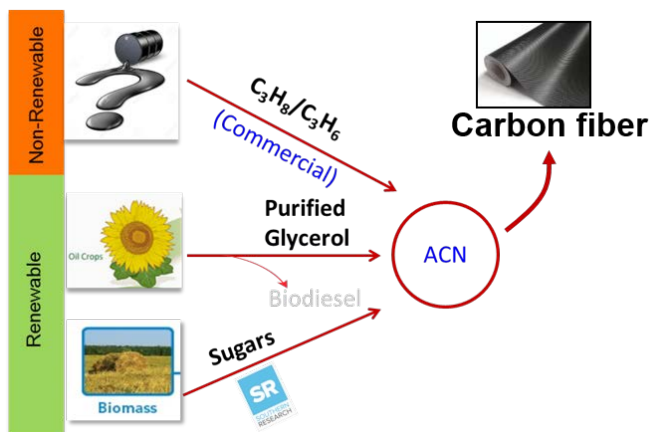 Non-Renewable
C3H8/C3H6
(Commercial)
Carbon fiber
Renewable
Oil Crops
Purified
Glycerol
ACN
Biodiesel
Sugars
Biomass
SR
SOUTHERN
RESEARCH